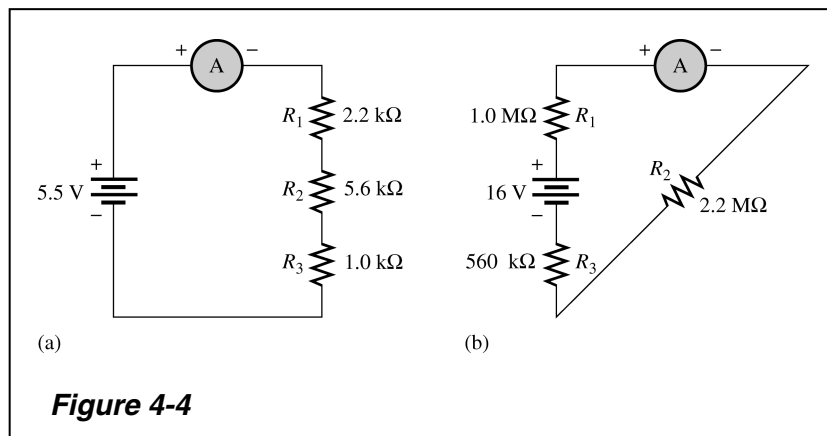 + A −
R1 2.2 kΩ
+
5.5 V
−
R2 5.6 kΩ
R3 1.0 kΩ
(a)
+ A −
1.0 MΩ R1
+
16 V
−
R2
2.2 MΩ
560 kΩ R3
(b)
Figure 4-4